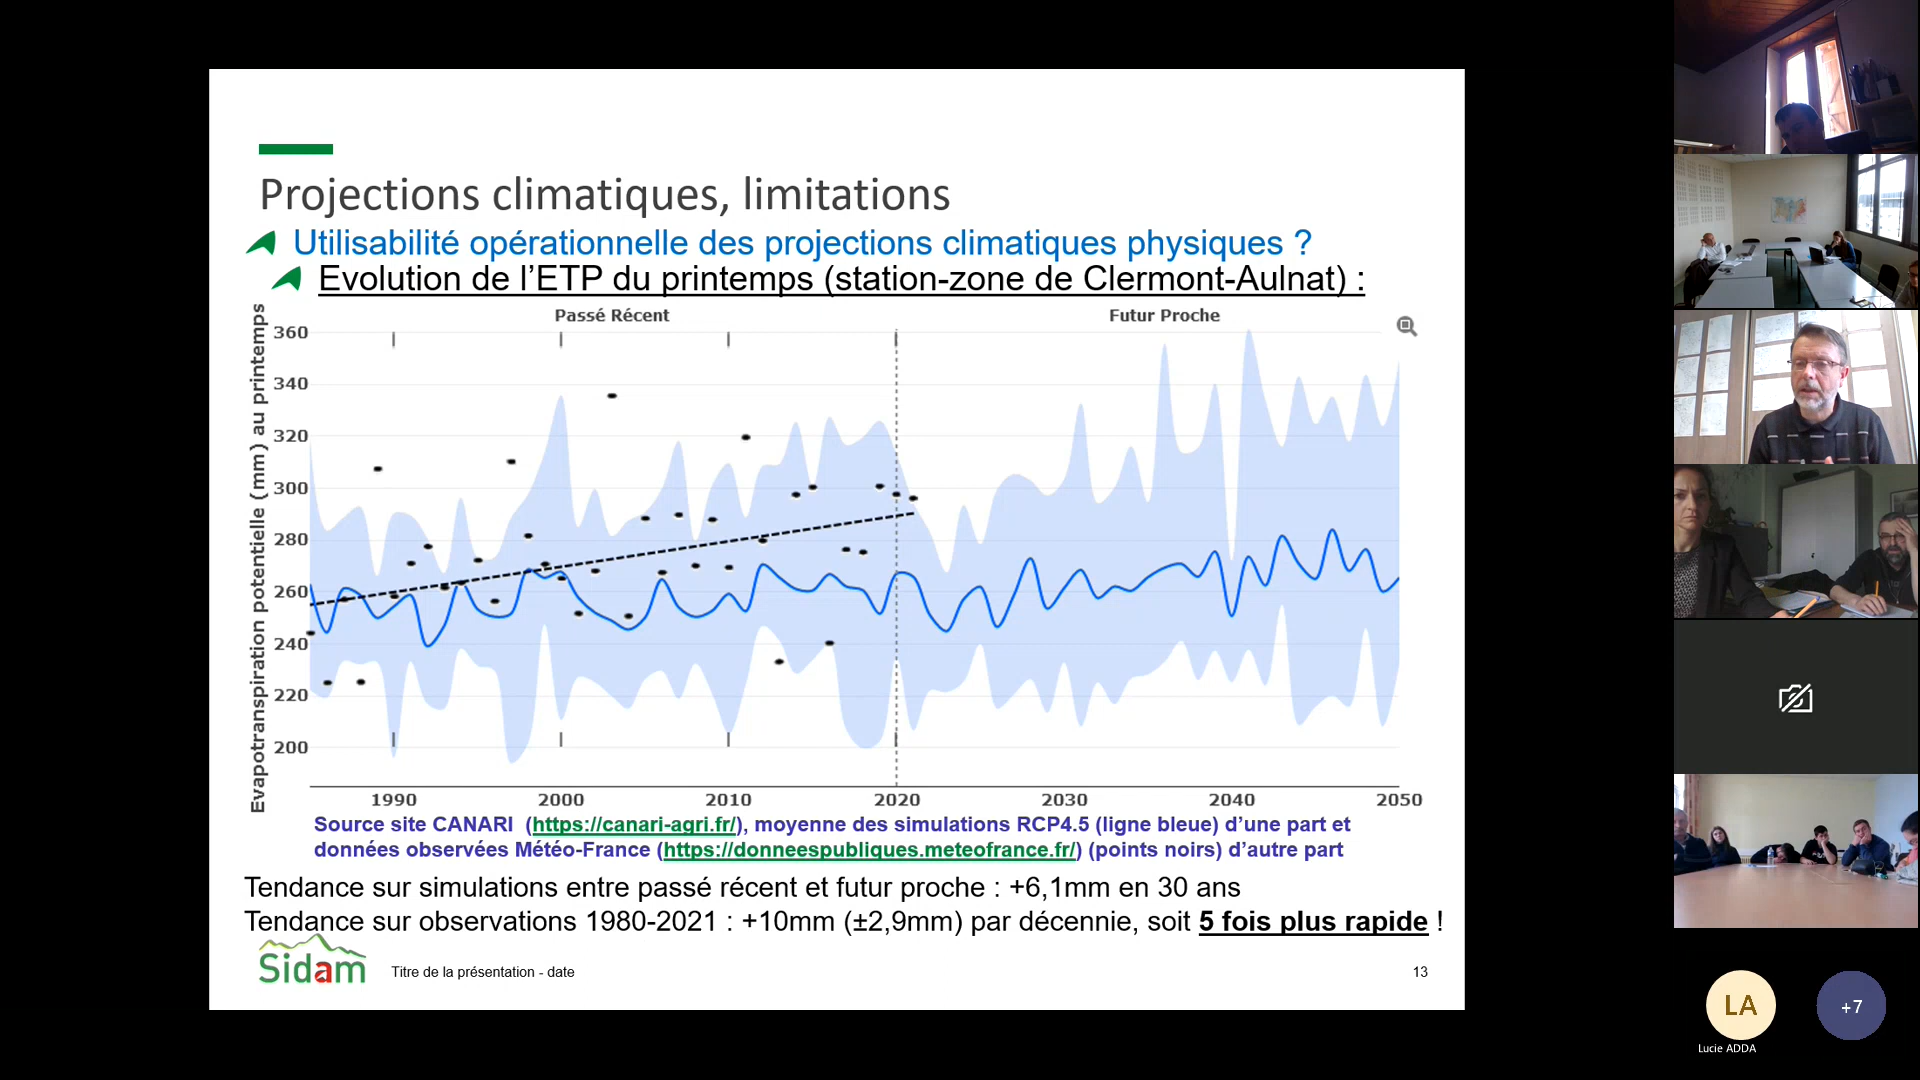 Projections climatiques, limitations
Utilisabilité opérationnelle des projections climatiques physiques ?
Evolution de l’ETP du printemps (station-zone de Clermont-Aulnat) :
Passé Récent
Futur Proche
Evapotranspiration potentielle (mm) au printemps
360
340
320
300
280
260
240
220
200
1990
2000
2010
2020
2030
2040
2050
Source site CANARI (https://canari-agri.fr/), moyenne des simulations RCP4.5 (ligne bleue) d’une part et
données observées Météo-France (https://donneespubliques.meteofrance.fr/) (points noirs) d’autre part
Tendance sur simulations entre passé récent et futur proche : +6,1mm en 30 ans
Tendance sur observations 1980-2021 : +10mm (±2,9mm) par décennie, soit 5 fois plus rapide !
Sidam
Titre de la présentation - date
13
LA
+7
Lucie ADDA